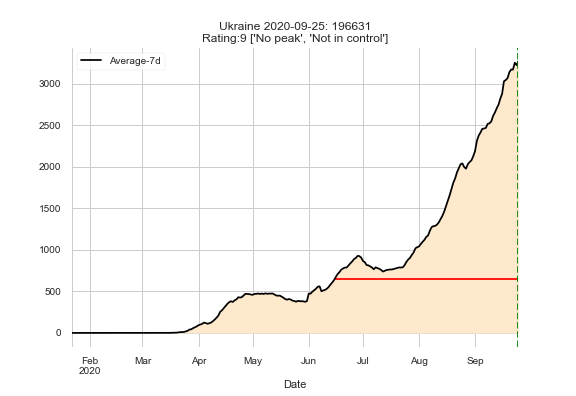 Ukraine 2020-09-25: 196631
Rating:9 ['No peak', 'Not in control']
Average-7d
3000
2500
2000
1500
1000
500
0
Feb Mar Apr May Jun Jul Aug Sep
2020
Date